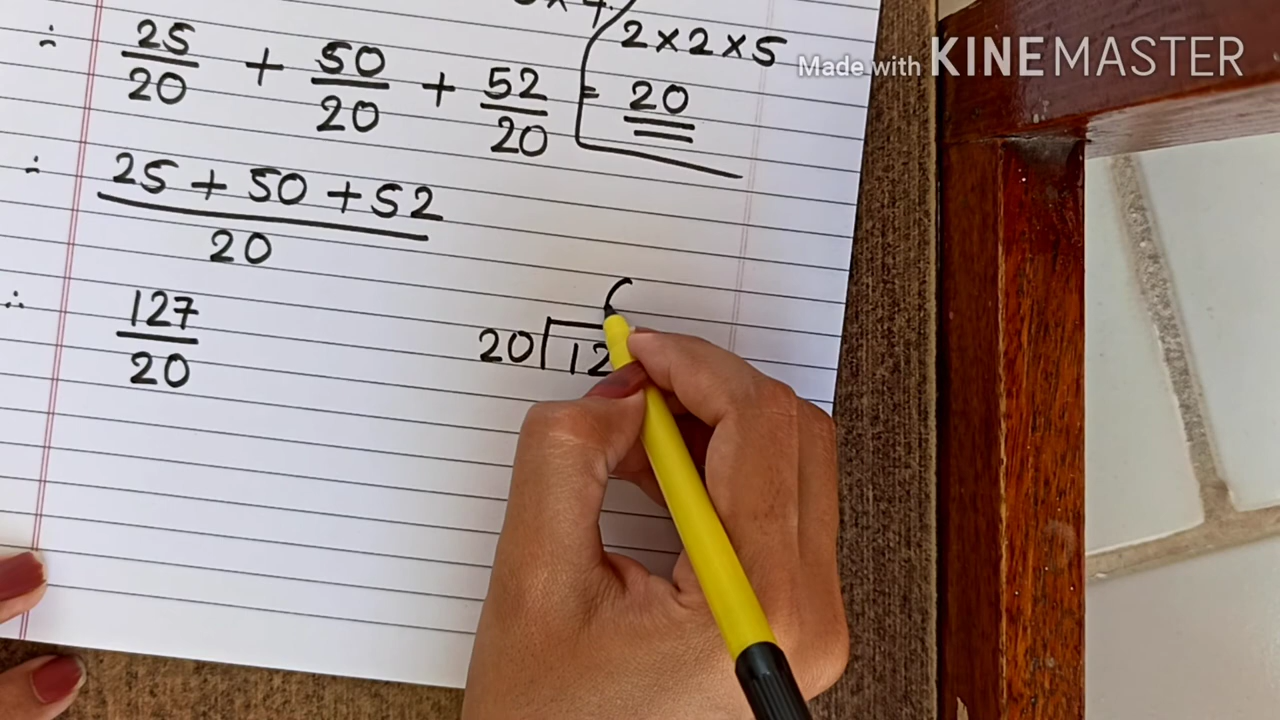 2×2×5
Made with KINEMASTER
÷ 25/20 + 50/20 + 52/20
= 20
÷ 25 + 50 + 52
20
∴ 127/20
20 12